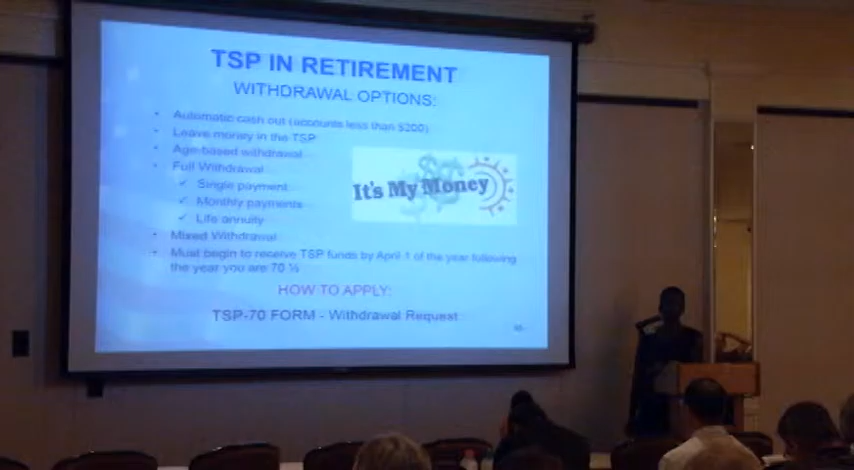 TSP IN RETIREMENT
WITHDRAWAL OPTIONS:
• Automatic cash out (accounts less than $200)
• Leave money in the TSP
• Age-based withdrawal
• Full Withdrawal
✓ Single payment
✓ Monthly payments
✓ Life annuity
It's My Money
• Mixed Withdrawal
• Must begin to receive TSP funds by April 1 of the year following
the year you are 70 ½
HOW TO APPLY:
TSP-70 FORM - Withdrawal Request